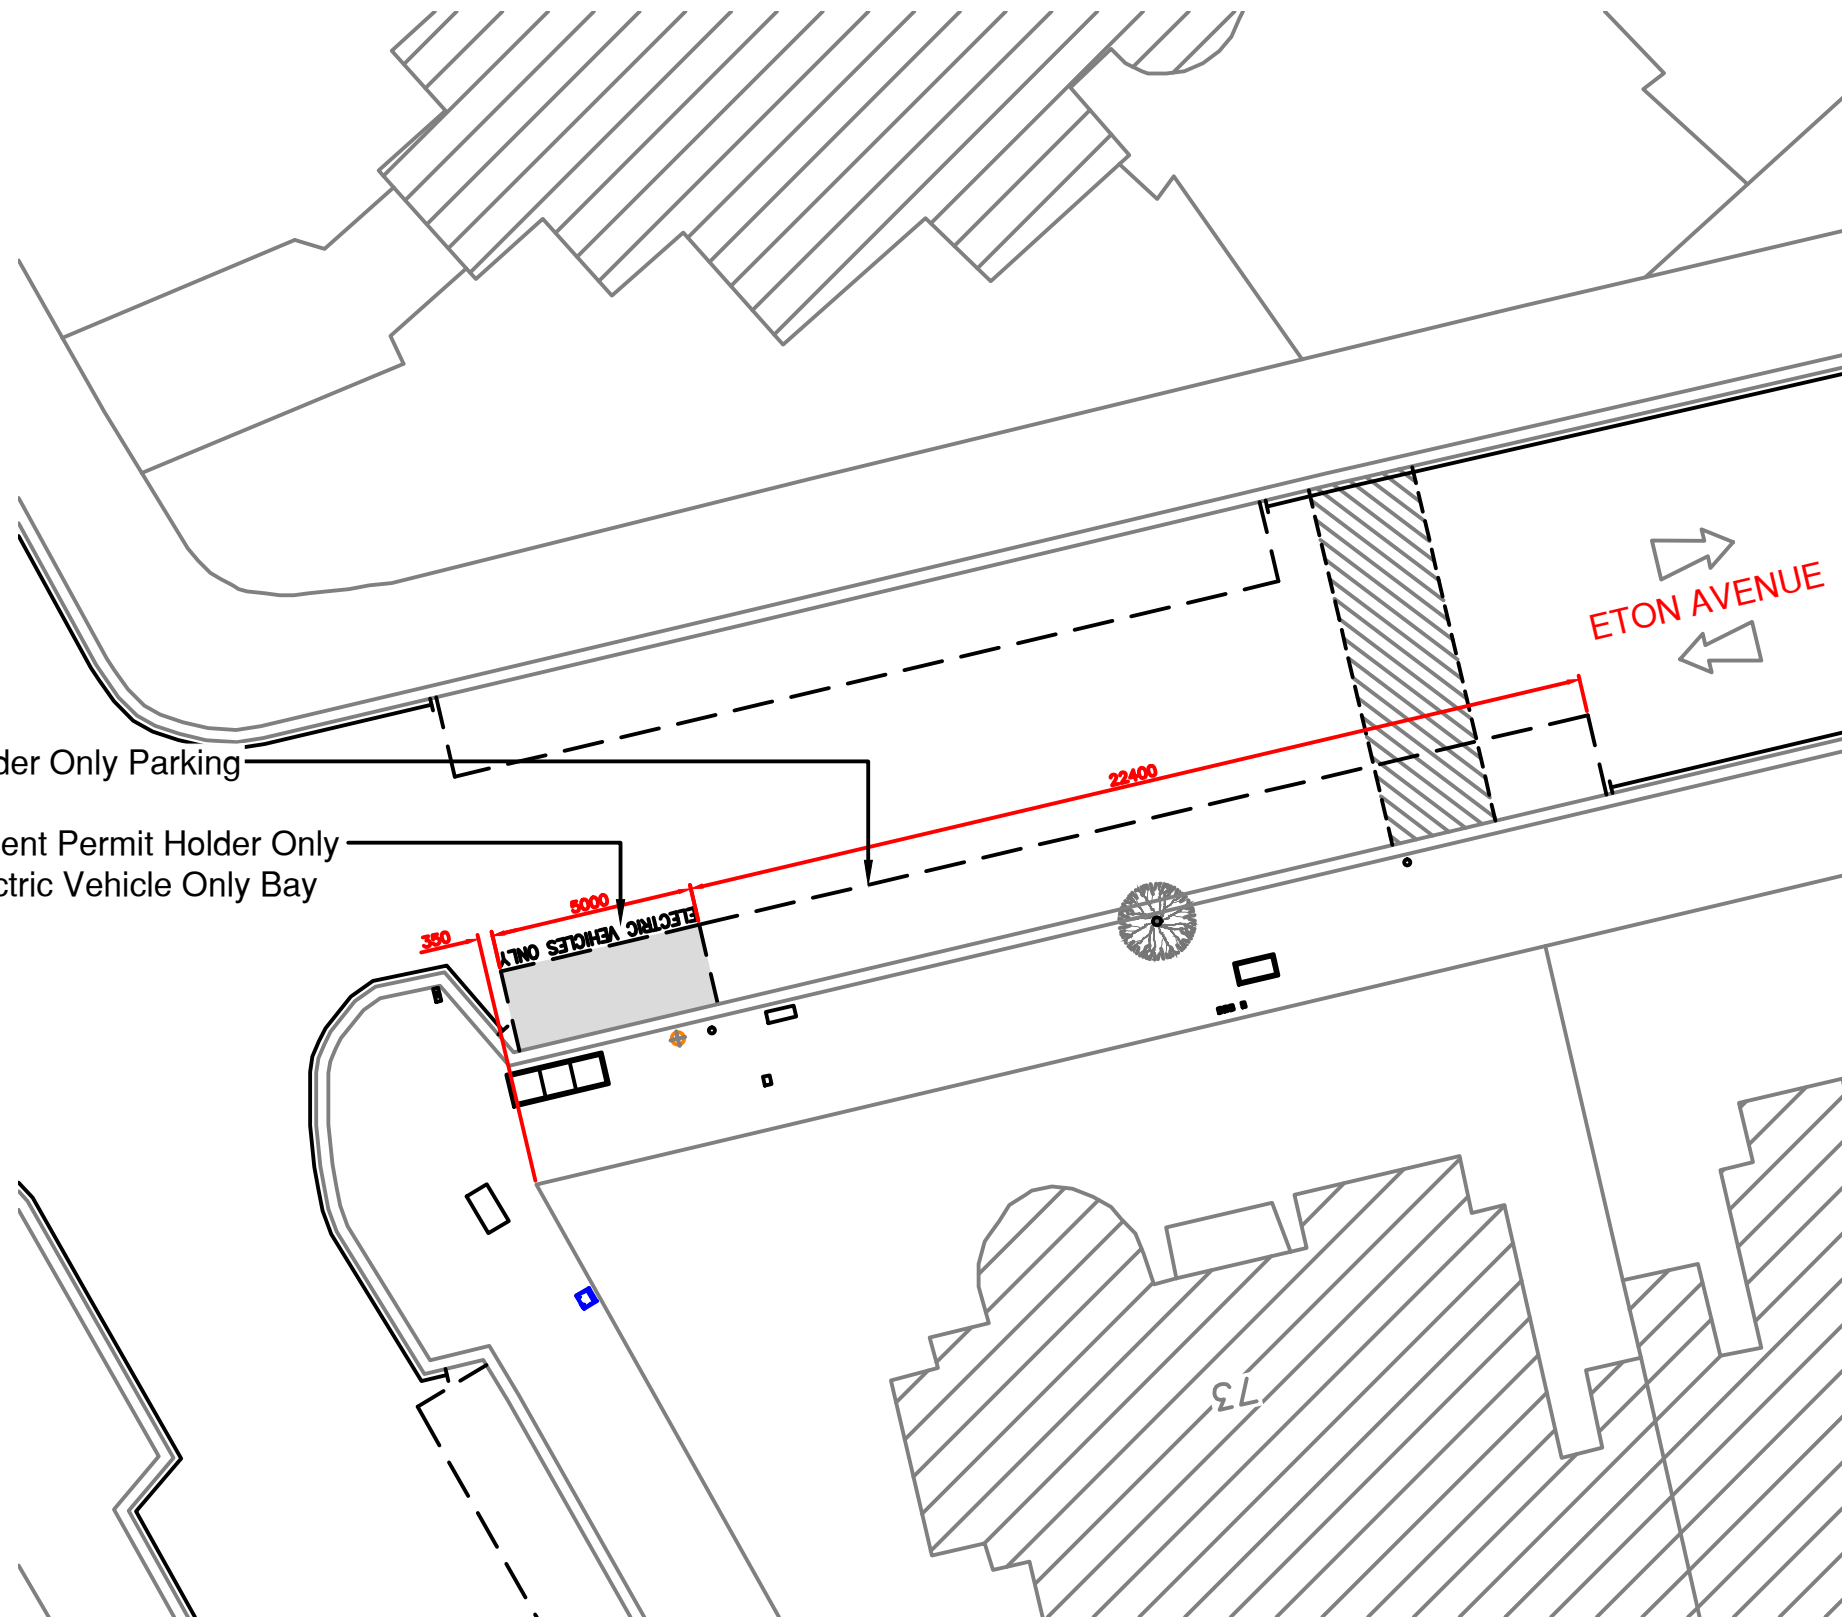 ETON AVENUE
der Only Parking
22400
ent Permit Holder Only
ctric Vehicle Only Bay
5000
ELECTRIC VEHICLES ONLY
350
73